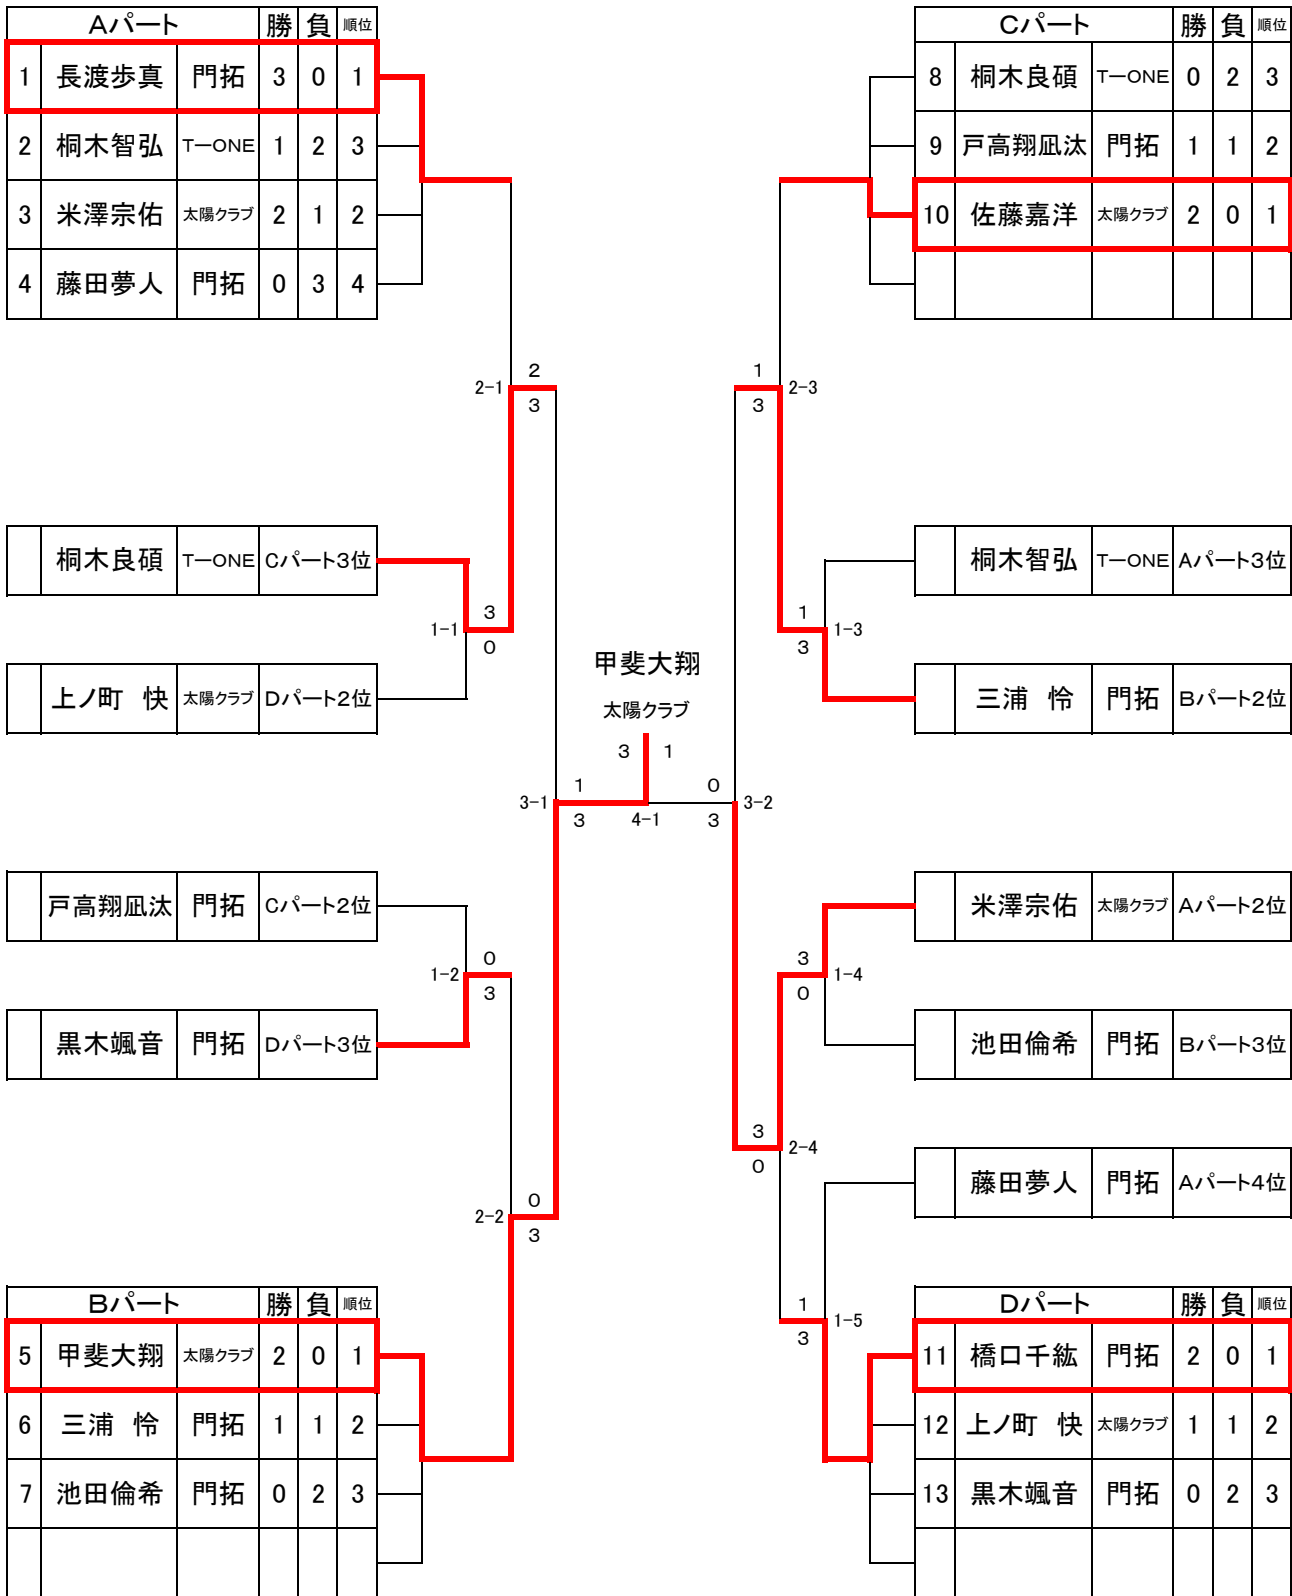 Aパート 勝 負 順位
1 長渡歩真 門拓 3 0 1
2 桐木智弘 T-ONE 1 2 3
3 米澤宗佑 太陽クラブ 2 1 2
4 藤田夢人 門拓 0 3 4
Cパート 勝 負 順位
8 桐木良碩 T-ONE 0 2 3
9 戸高翔凪汰 門拓 1 1 2
10 佐藤嘉洋 太陽クラブ 2 0 1
2
2-1
3
1
2-3
3
桐木良碩 T-ONE Cパート3位
3
1-1
0
上ノ町 快 太陽クラブ Dパート2位
桐木智弘 T-ONE Aパート3位
1
1-3
3
三浦 怜 門拓 Bパート2位
甲斐大翔
太陽クラブ
3 1
1
3-1
3
4-1
0
3-2
3
戸高翔凪汰 門拓 Cパート2位
0
1-2
3
黒木颯音 門拓 Dパート3位
米澤宗佑 太陽クラブ Aパート2位
3
1-4
0
池田倫希 門拓 Bパート3位
3
2-4
0
藤田夢人 門拓 Aパート4位
0
2-2
3
1
1-5
3
Bパート 勝 負 順位
5 甲斐大翔 太陽クラブ 2 0 1
6 三浦 怜 門拓 1 1 2
7 池田倫希 門拓 0 2 3
Dパート 勝 負 順位
11 橋口千紘 門拓 2 0 1
12 上ノ町 快 太陽クラブ 1 1 2
13 黒木颯音 門拓 0 2 3